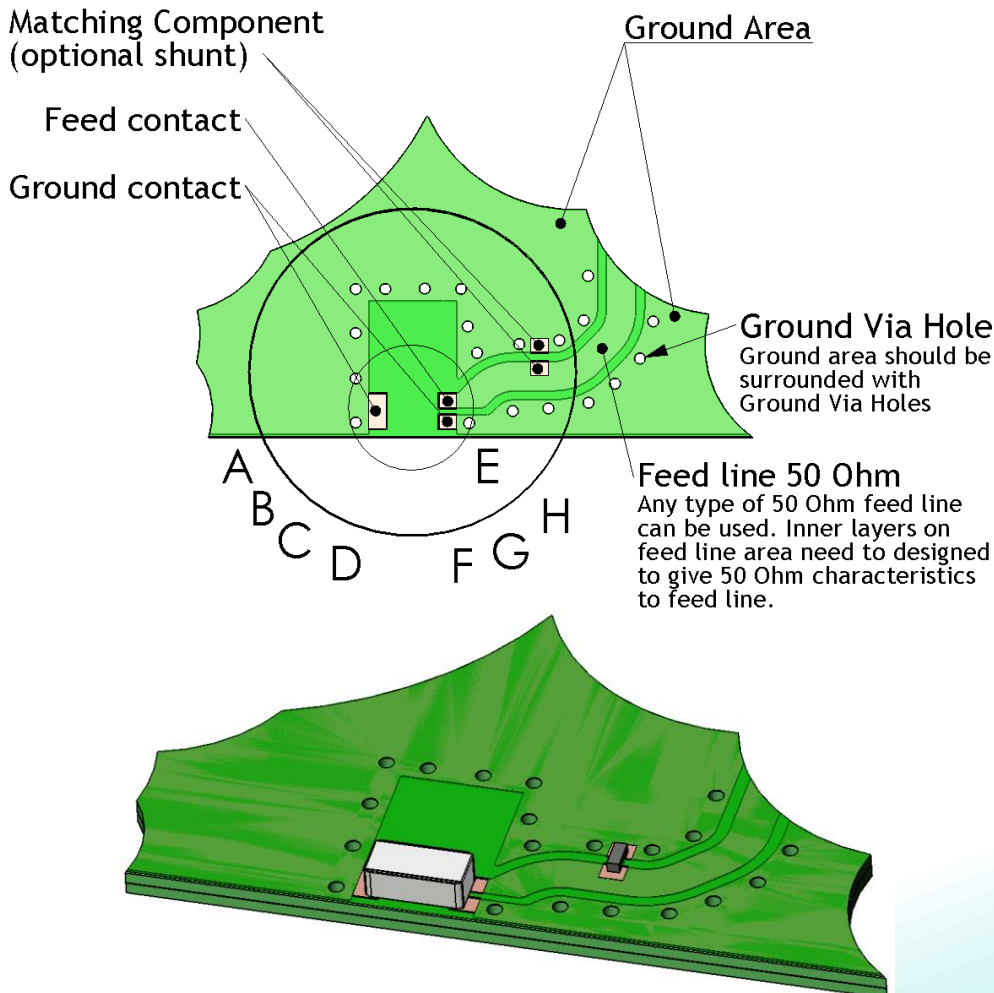 Matching Component
(optional shunt)
Ground Area
Feed contact
Ground contact
Ground Via Hole
Ground area should be
surrounded with
Ground Via Holes
A
B
C
D
E
F
G
H
Feed line 50 Ohm
Any type of 50 Ohm feed line
can be used. Inner layers on
feed line area need to designed
to give 50 Ohm characteristics
to feed line.